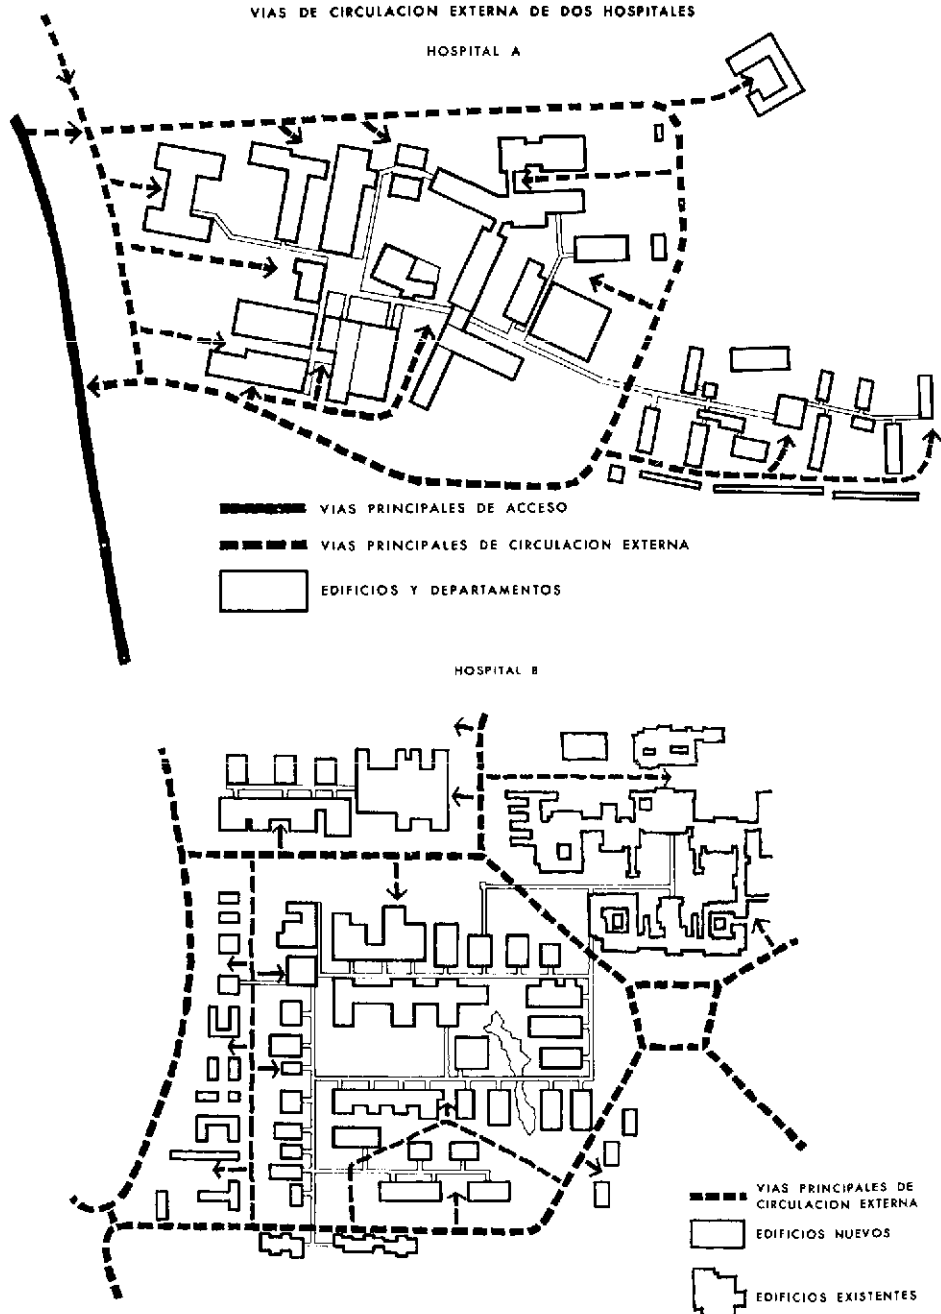 VIAS DE CIRCULACION EXTERNA DE DOS HOSPITALES
HOSPITAL A
VIAS PRINCIPALES DE ACCESO
VIAS PRINCIPALES DE CIRCULACION EXTERNA
EDIFICIOS Y DEPARTAMENTOS
HOSPITAL B
VIAS PRINCIPALES DE
CIRCULACION EXTERNA
EDIFICIOS NUEVOS
EDIFICIOS EXISTENTES